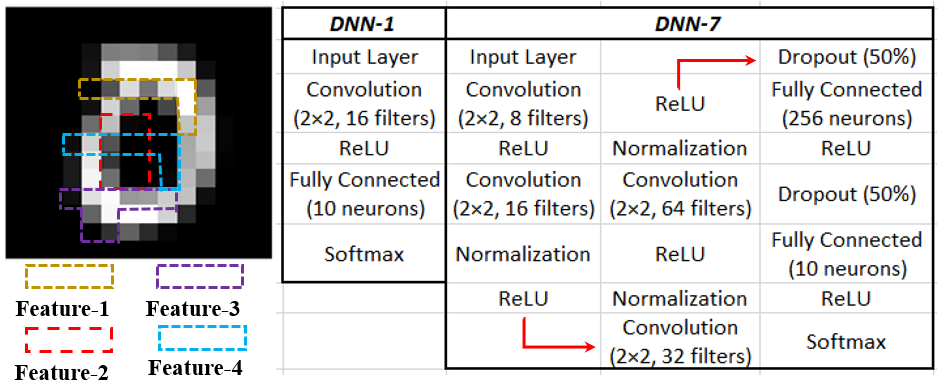 DNN-1
DNN-7
Input Layer
Input Layer
Dropout (50%)
Convolution
(2×2, 16 filters)
Convolution
(2×2, 8 filters)
ReLU
Fully Connected
(256 neurons)
ReLU
ReLU
Normalization
ReLU
Fully Connected
(10 neurons)
Convolution
(2×2, 16 filters)
Convolution
(2×2, 64 filters)
Dropout (50%)
Softmax
Normalization
ReLU
Fully Connected
(10 neurons)
ReLU
Normalization
ReLU
Convolution
(2×2, 32 filters)
Softmax
Feature-1
Feature-3
Feature-2
Feature-4